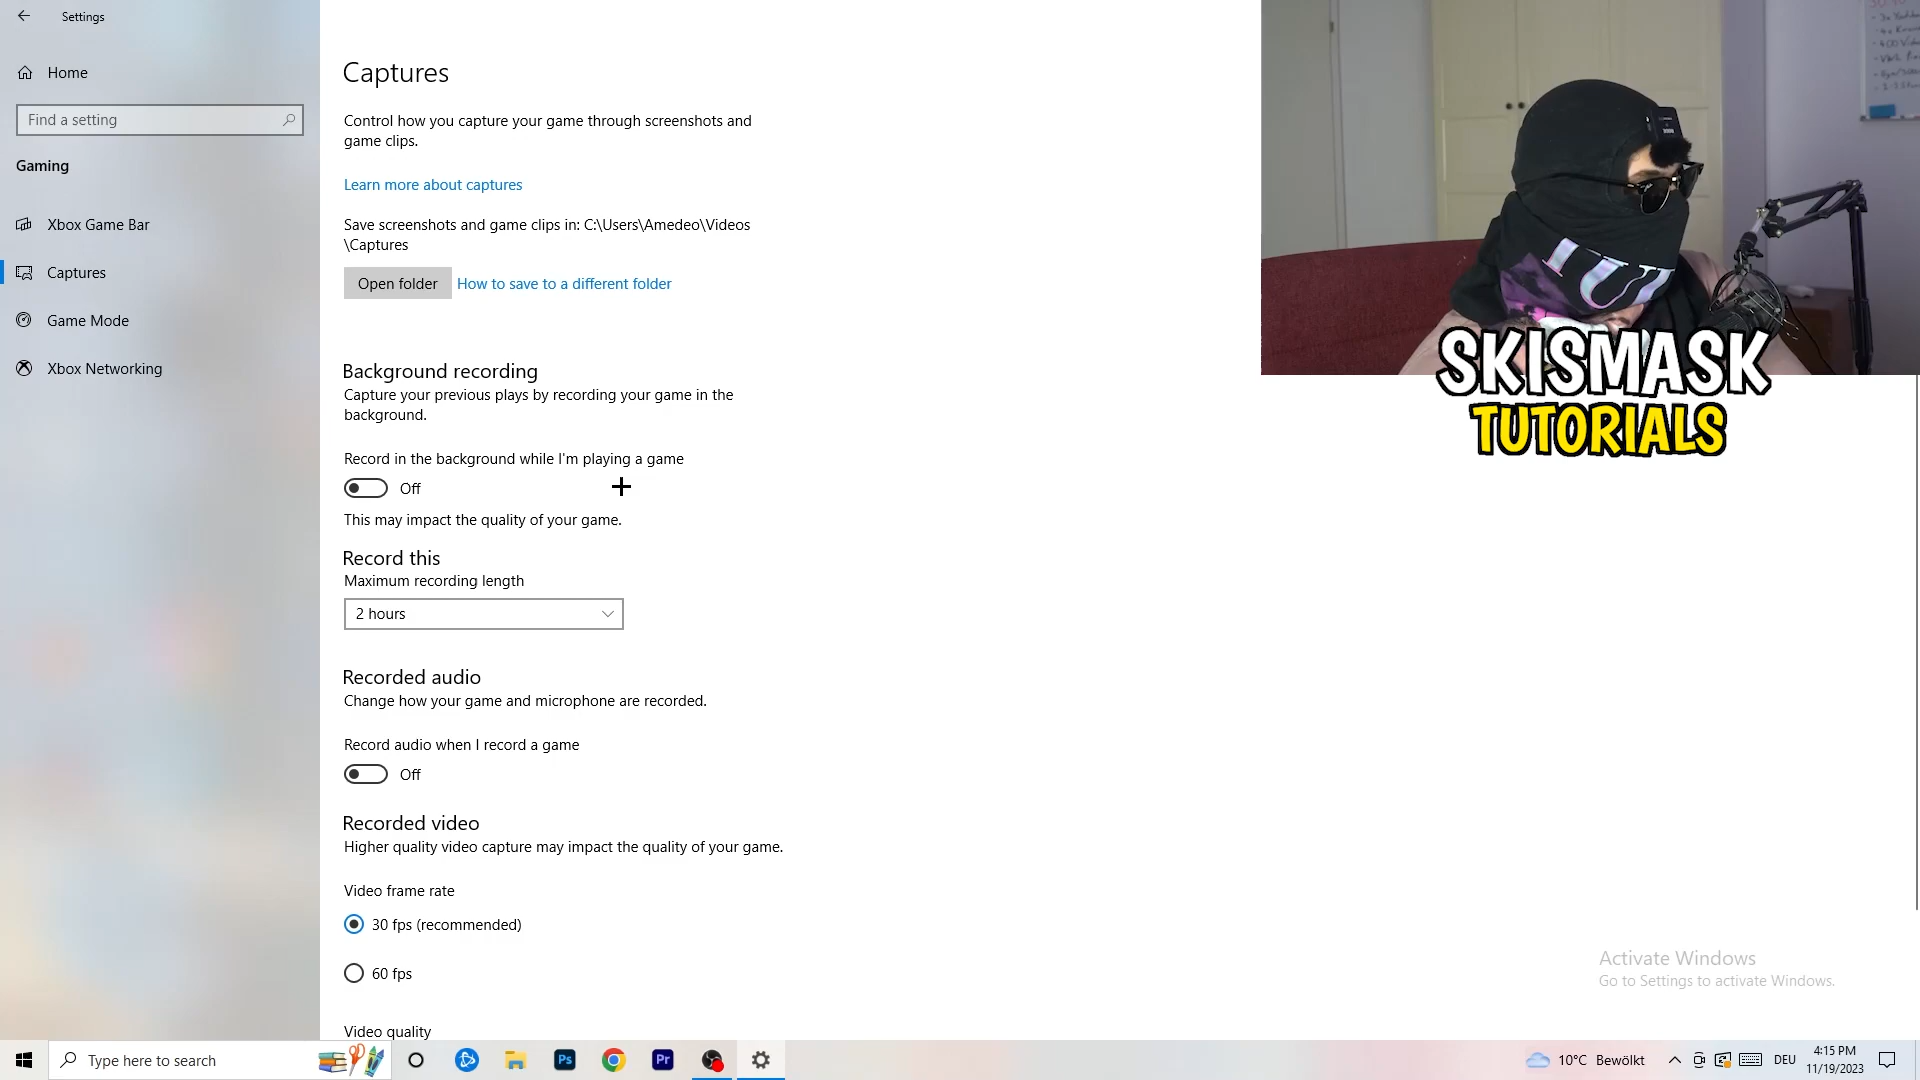 Settings
Home
Find a setting
Gaming
Xbox Game Bar
Captures
Game Mode
Xbox Networking
Captures
Control how you capture your game through screenshots and
game clips.
Learn more about captures
Save screenshots and game clips in: C:\Users\Amedeo\Videos
\Captures
Open folder
How to save to a different folder
Background recording
Capture your previous plays by recording your game in the
background.
Record in the background while I'm playing a game
Off
This may impact the quality of your game.
Record this
Maximum recording length
2 hours
Recorded audio
Change how your game and microphone are recorded.
Record audio when I record a game
Off
Recorded video
Higher quality video capture may impact the quality of your game.
Video frame rate
30 fps (recommended)
60 fps
Video quality
SKISMASK
TUTORIALS
Activate Windows
Go to Settings to activate Windows.
Type here to search
Ps
Pr
10°C Bewölkt
DEU
4:15 PM
11/19/2023